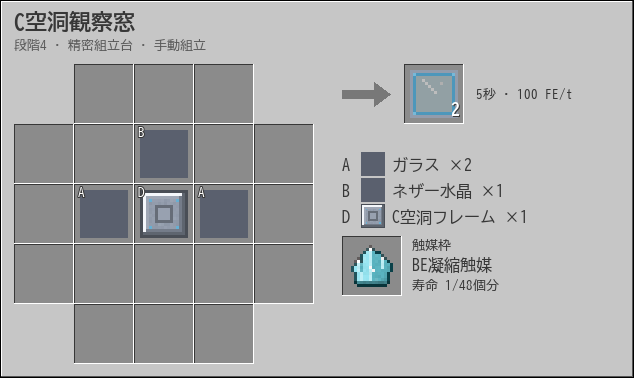 C空洞観察窓
段階4 · 精密組立台 · 手動組立
B
A
D
A
2
5秒 · 100 FE/t
A ガラス ×2
B ネザー水晶 ×1
D C空洞フレーム ×1
触媒枠
BE凝縮触媒
寿命 1/48個分